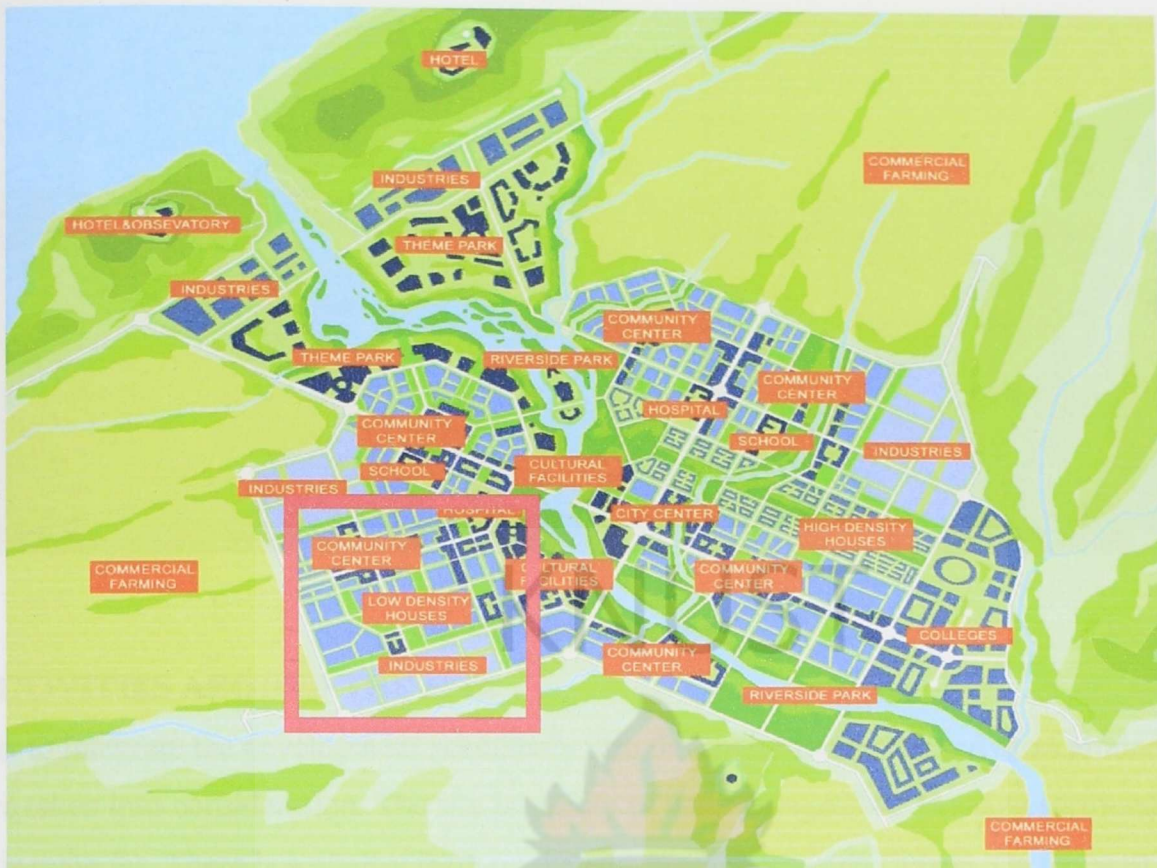 HOTEL
COMMERCIAL
FARMING
INDUSTRIES
HOTEL&OBSEVATORY
THEME PARK
INDUSTRIES
COMMUNITY
CENTER
THEME PARK
RIVERSIDE PARK
COMMUNITY
CENTER
HOSPITAL
COMMUNITY
CENTER
SCHOOL
INDUSTRIES
SCHOOL
CULTURAL
FACILITIES
INDUSTRIES
HOSPITAL
CITY CENTER
HIGH DENSITY
HOUSES
COMMUNITY
CENTER
COMMERCIAL
FARMING
CULTURAL
FACILITIES
COMMUNITY
CENTER
LOW DENSITY
HOUSES
KNUST
COLLEGES
INDUSTRIES
COMMUNITY
CENTER
RIVERSIDE PARK
COMMERCIAL
FARMING